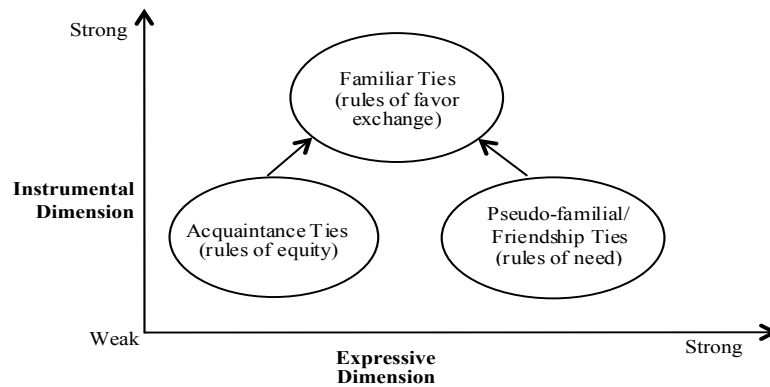 Strong
Familiar Ties
(rules of favor
exchange)
Instrumental
Dimension
Acquaintance Ties
(rules of equity)
Pseudo-familial/
Friendship Ties
(rules of need)
Weak
Strong
Expressive
Dimension